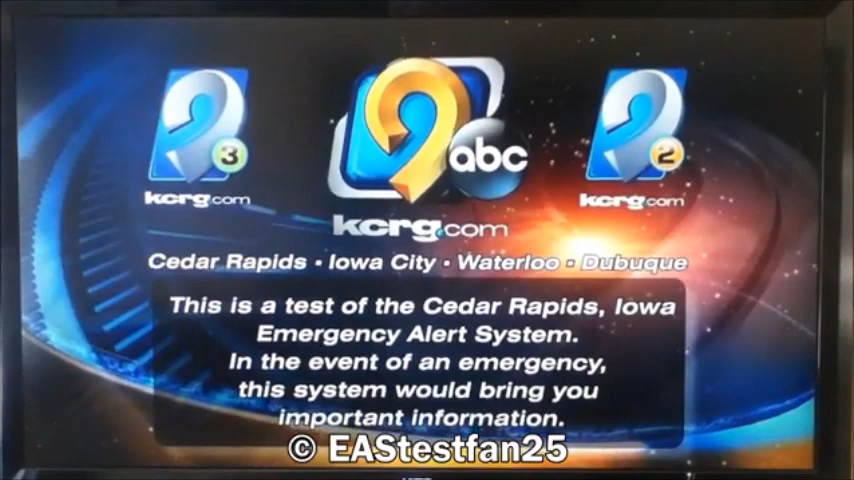 9 3
kcrg.com
9 abc
kcrg.com
9 2
kcrg.com
Cedar Rapids • Iowa City • Waterloo • Dubuque
This is a test of the Cedar Rapids, Iowa
Emergency Alert System.
In the event of an emergency,
this system would bring you
important information.
© EAStestfan25